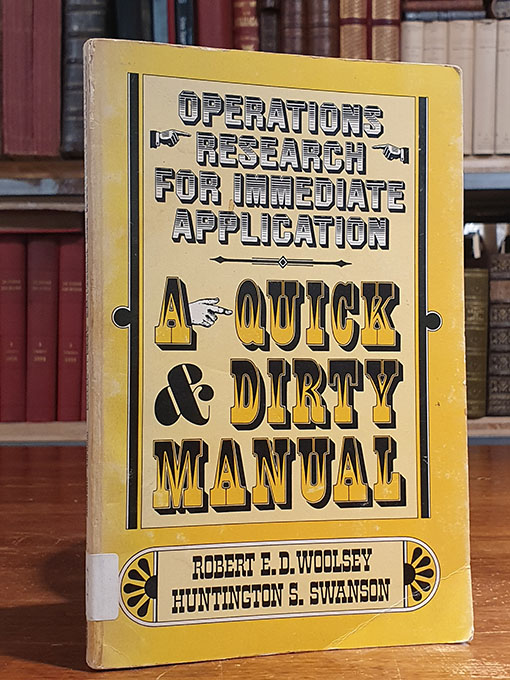 OPERATIONS
RESEARCH
FOR IMMEDIATE
APPLICATION
A QUICK
& DIRTY
MANUAL
ROBERT E.D. WOOLSEY
HUNTINGTON S. SWANSON